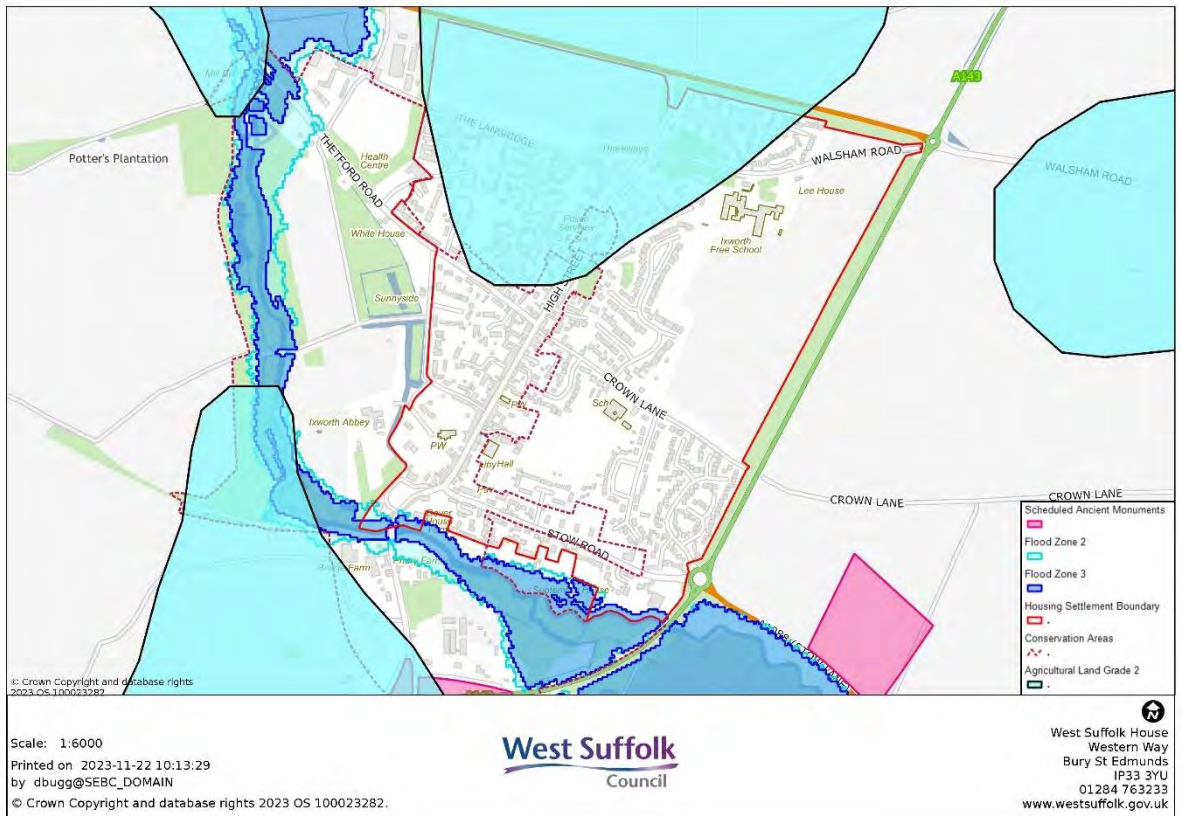 A143
Potter's Plantation
THE LANGRIDGE
THETFORD ROAD
Health
Centre
WALSHAM ROAD
WALSHAM ROAD
Lee House
Ixworth
Free School
White House
Police
HIGH STREET
Sunnyside
CROWN LANE
PW
Sch
Ixworth Abbey
PW
Hall
CROWN LANE
CROWN LANE
STOW ROAD
Scheduled Ancient Monuments
Flood Zone 2
Flood Zone 3
Housing Settlement Boundary
Conservation Areas
Agricultural Land Grade 2
© Crown Copyright and database rights
2023 OS 100023282
Scale: 1:6000
Printed on 2023-11-22 10:13:29
by dbugg@SEBC_DOMAIN
© Crown Copyright and database rights 2023 OS 100023282.
West Suffolk
Council
N
West Suffolk House
Western Way
Bury St Edmunds
IP33 3YU
01284 763233
www.westsuffolk.gov.uk